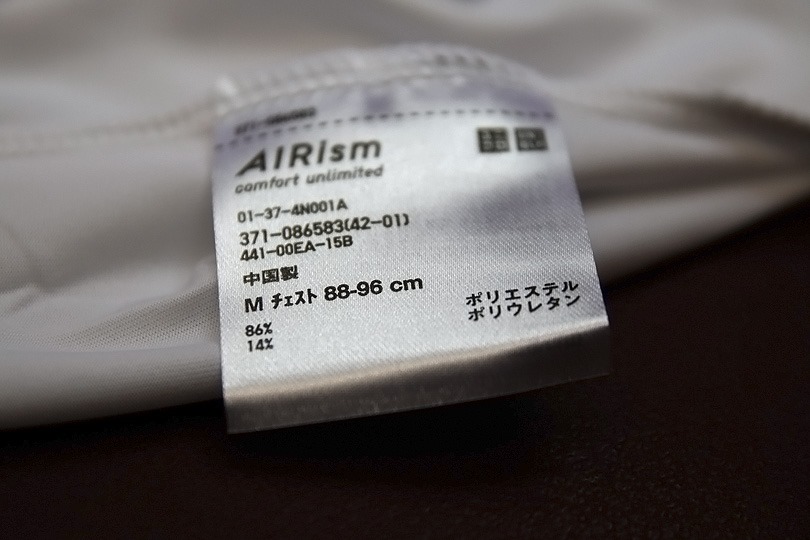 AIRism
comfort unlimited
01-37-4N001A
371-086583(42-01)
441-00EA-15B
中国製
M チェスト 88-96 cm
86% ポリエステル
14% ポリウレタン